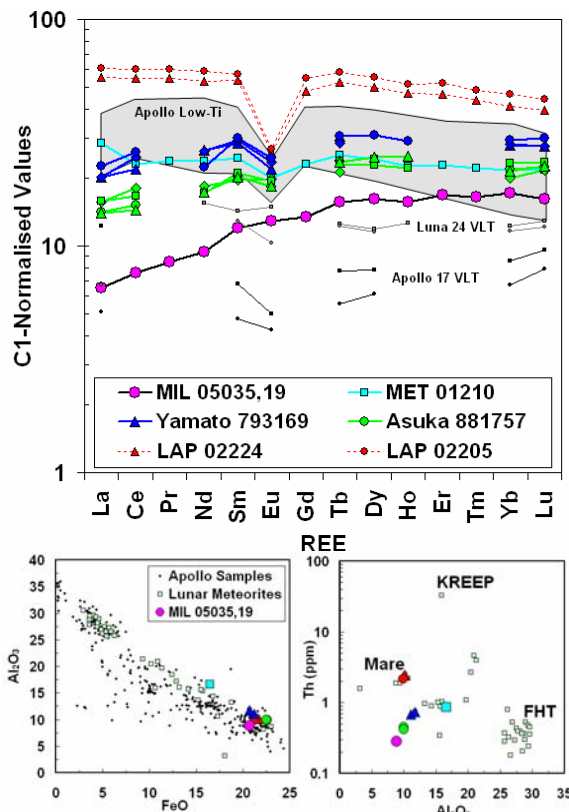 100
Apollo Low-Ti
C1-Normalised Values
10
Luna 24 VLT
Apollo 17 VLT
MIL 05035,19
MET 01210
Yamato 793169
Asuka 881757
LAP 02224
LAP 02205
1
La Ce Pr Nd Sm Eu Gd Tb Dy Ho Er Tm Yb Lu
REE
40
35
30
25
20
15
10
5
0
Al₂O₃
Apollo Samples
Lunar Meteorites
MIL 05035,19
0 5 10 15 20 25
FeO
100
10
1
0,1
Th (ppm)
KREEP
Mare
FHT
0 5 10 15 20 25 30 35